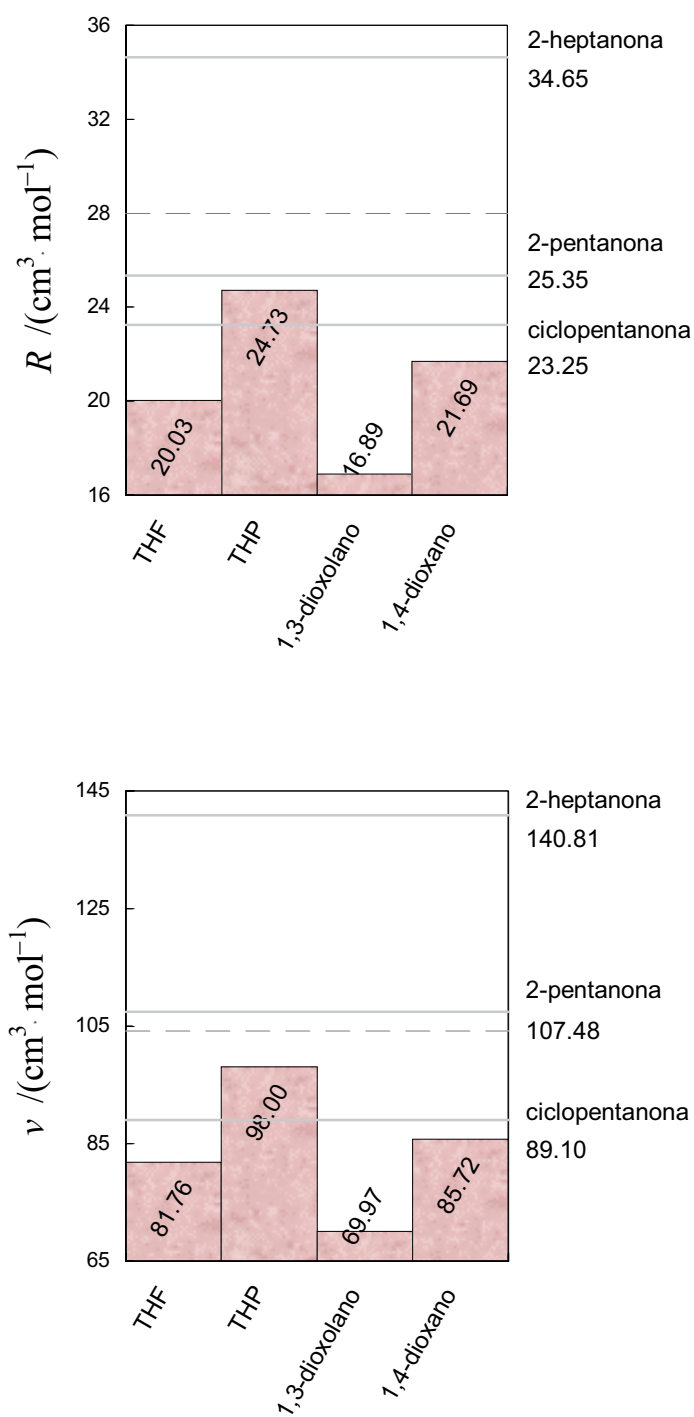 36
32
28
24
20
16
R /(cm³· mol⁻¹)
2-heptanona
34.65
2-pentanona
25.35
ciclopentanona
23.25
20.03
24.73
16.89
21.69
THF
THP
1,3-dioxolano
1,4-dioxano
145
125
105
85
65
v /(cm³· mol⁻¹)
2-heptanona
140.81
2-pentanona
107.48
ciclopentanona
89.10
81.76
98.00
69.97
85.72
THF
THP
1,3-dioxolano
1,4-dioxano